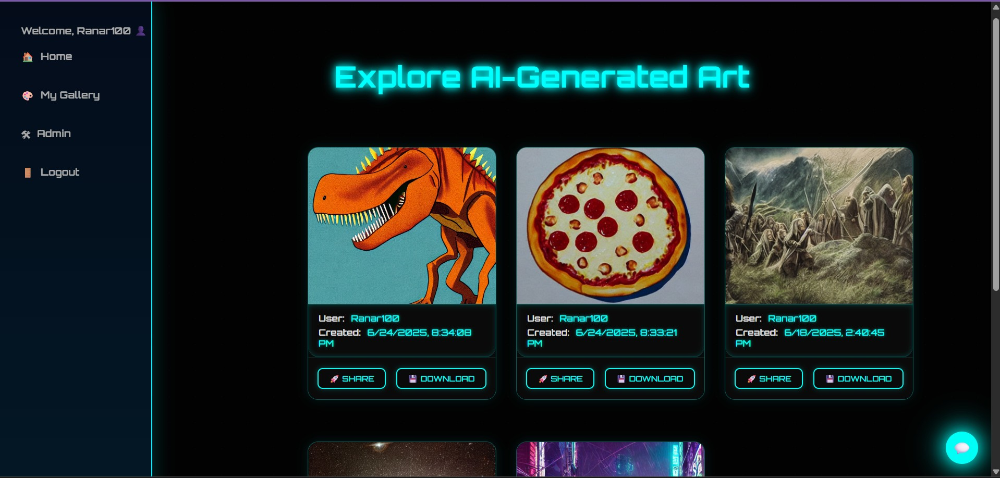 Welcome, Ranar100
Home
My Gallery
Admin
Logout
Explore AI-Generated Art
User: Ranar100
Created: 6/24/2025, 8:34:08
PM
SHARE
DOWNLOAD
User: Ranar100
Created: 6/24/2025, 8:33:21
PM
SHARE
DOWNLOAD
User: Ranar100
Created: 6/18/2025, 2:40:45
PM
SHARE
DOWNLOAD